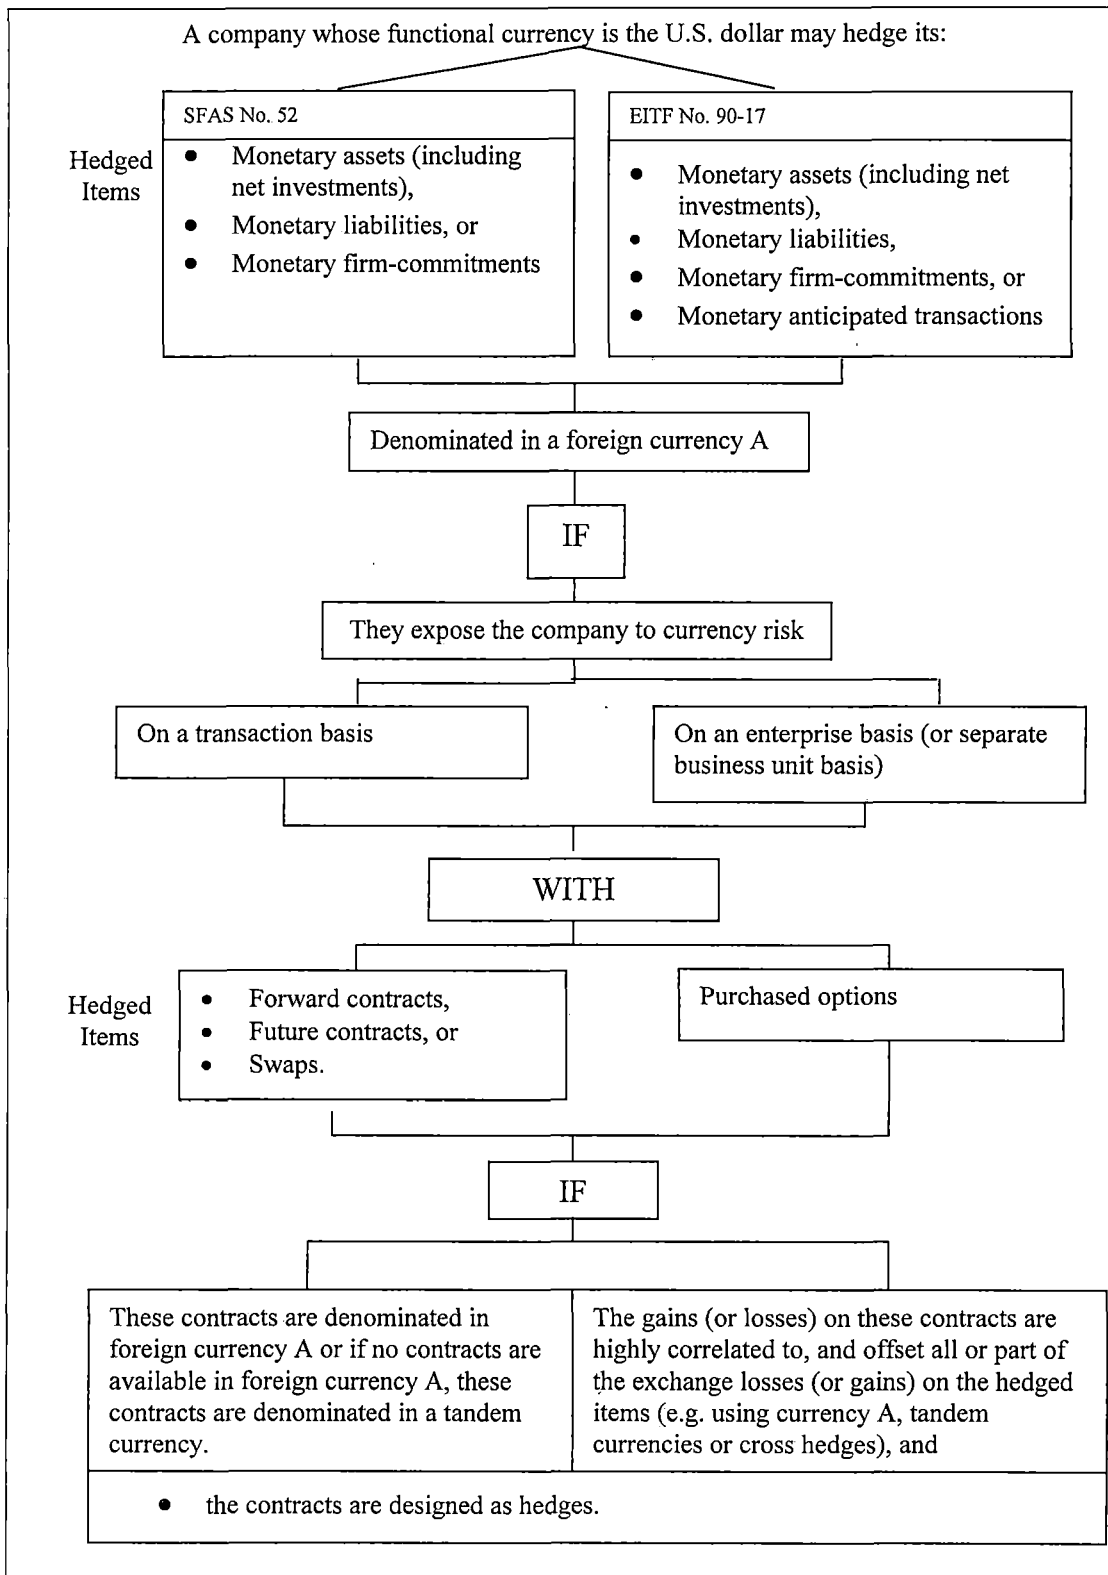 A company whose functional currency is the U.S. dollar may hedge its:
SFAS No. 52
EITF No. 90-17
Hedged
Items
● Monetary assets (including
net investments),
● Monetary liabilities, or
● Monetary firm-commitments
● Monetary assets (including net
investments),
● Monetary liabilities,
● Monetary firm-commitments, or
● Monetary anticipated transactions
Denominated in a foreign currency A
IF
They expose the company to currency risk
On a transaction basis
On an enterprise basis (or separate
business unit basis)
WITH
Hedged
Items
● Forward contracts,
● Future contracts, or
● Swaps.
Purchased options
IF
These contracts are denominated in
foreign currency A or if no contracts are
available in foreign currency A, these
contracts are denominated in a tandem
currency.
The gains (or losses) on these contracts are
highly correlated to, and offset all or part of
the exchange losses (or gains) on the hedged
items (e.g. using currency A, tandem
currencies or cross hedges), and
● the contracts are designed as hedges.